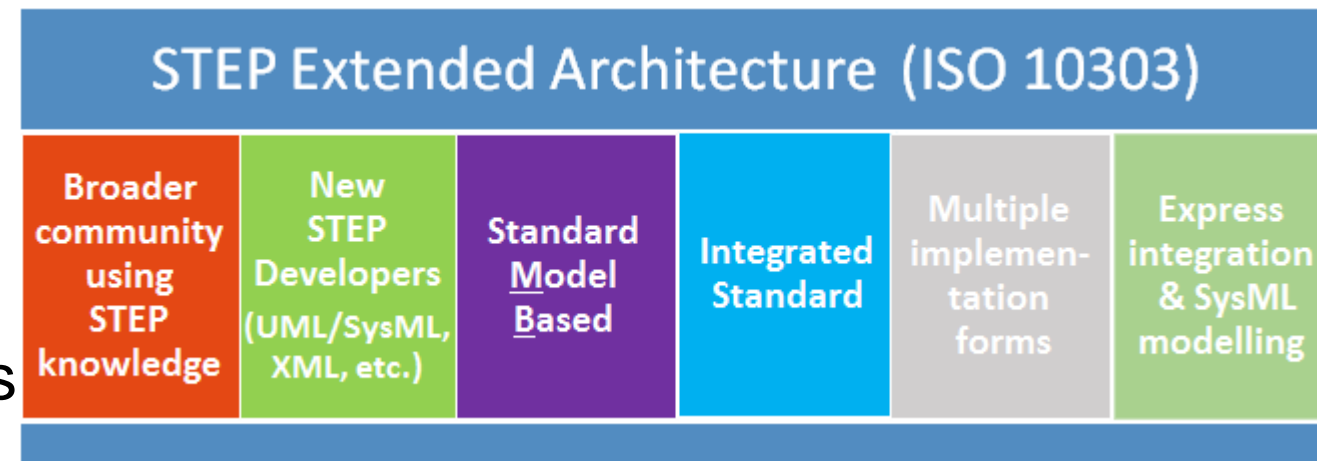 STEP Extended Architecture (ISO 10303)
Broader
community
using
STEP
knowledge
New
STEP
Developers
(UML/SysML,
XML, etc.)
Standard
Model
Based
Integrated
Standard
Multiple
implemen-
tation
forms
Express
integration
& SysML
modelling
s